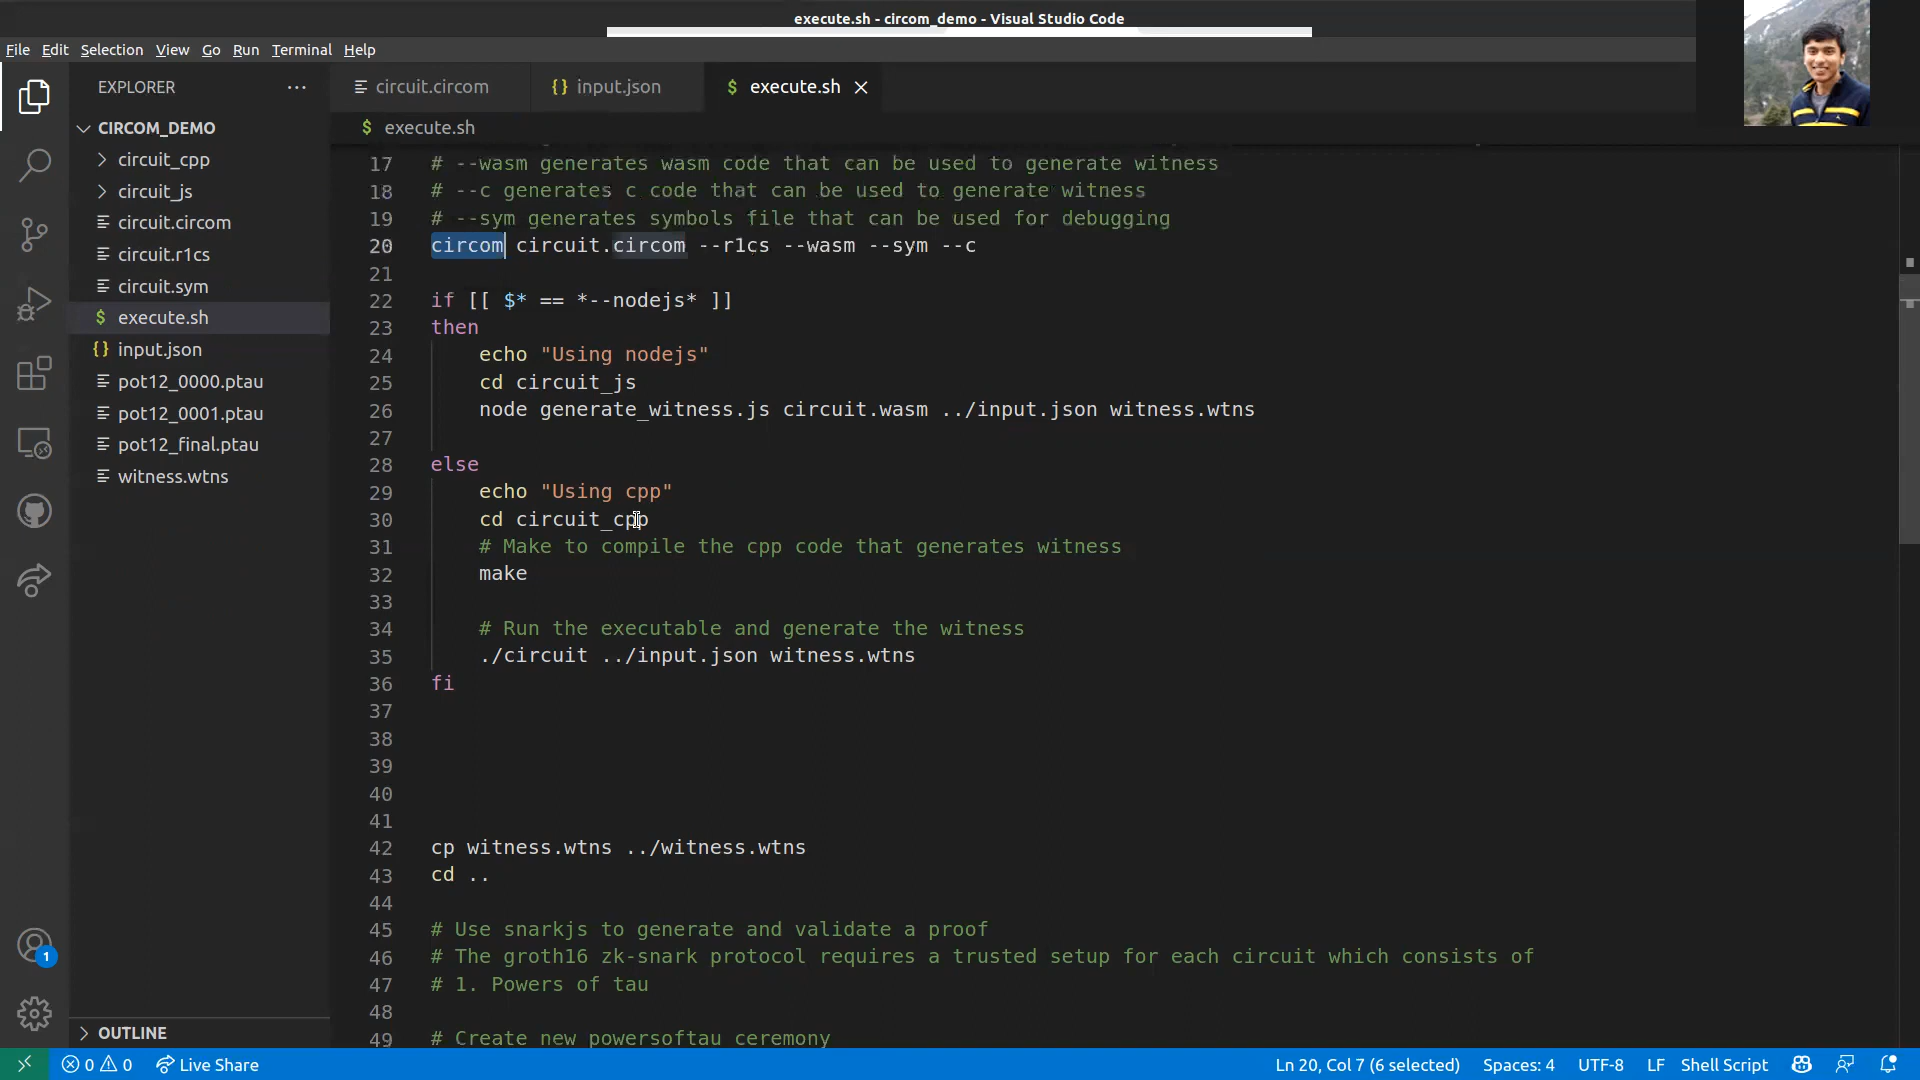 execute.sh - circom_demo - Visual Studio Code
File Edit Selection View Go Run Terminal Help
EXPLORER
CIRCOM_DEMO
circuit_cpp
circuit_js
circuit.circom
circuit.r1cs
circuit.sym
$ execute.sh
{} input.json
pot12_0000.ptau
pot12_0001.ptau
pot12_final.ptau
witness.wtns
OUTLINE
circuit.circom {} input.json $ execute.sh
$ execute.sh
17 # --wasm generates wasm code that can be used to generate witness
18 # --c generates c code that can be used to generate witness
19 # --sym generates symbols file that can be used for debugging
20 circom circuit.circom --r1cs --wasm --sym --c
21
22 if [[ $* == *--nodejs* ]]
23 then
24 echo "Using nodejs"
25 cd circuit_js
26 node generate_witness.js circuit.wasm ../input.json witness.wtns
27
28 else
29 echo "Using cpp"
30 cd circuit_cpp
31 # Make to compile the cpp code that generates witness
32 make
33
34 # Run the executable and generate the witness
35 ./circuit ../input.json witness.wtns
36 fi
37
38
39
40
41
42 cp witness.wtns ../witness.wtns
43 cd ..
44
45 # Use snarkjs to generate and validate a proof
46 # The groth16 zk-snark protocol requires a trusted setup for each circuit which consists of
47 # 1. Powers of tau
48
49 # Create new powersoftau ceremony
1
0 0 Live Share Ln 20, Col 7 (6 selected) Spaces: 4 UTF-8 LF Shell Script